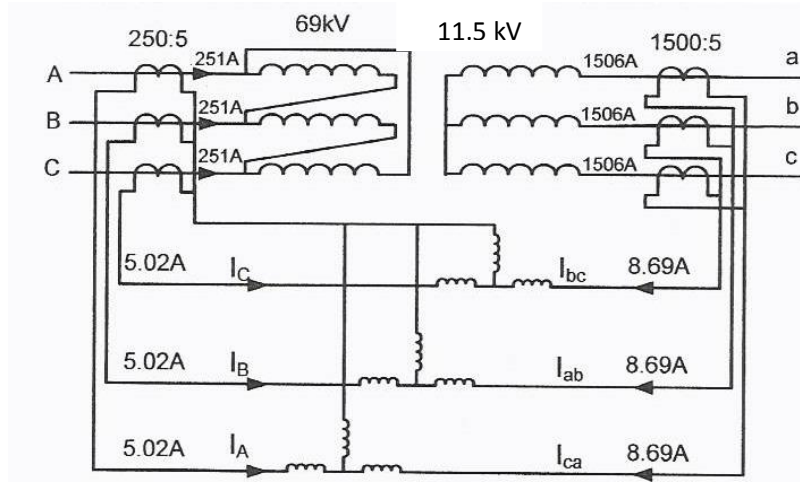 69kV
11.5 kV
250:5
1500:5
A
251A
1506A
a
B
251A
1506A
b
C
251A
1506A
c
5.02A
IC
Ibc
8.69A
5.02A
IB
Iab
8.69A
5.02A
IA
Ica
8.69A